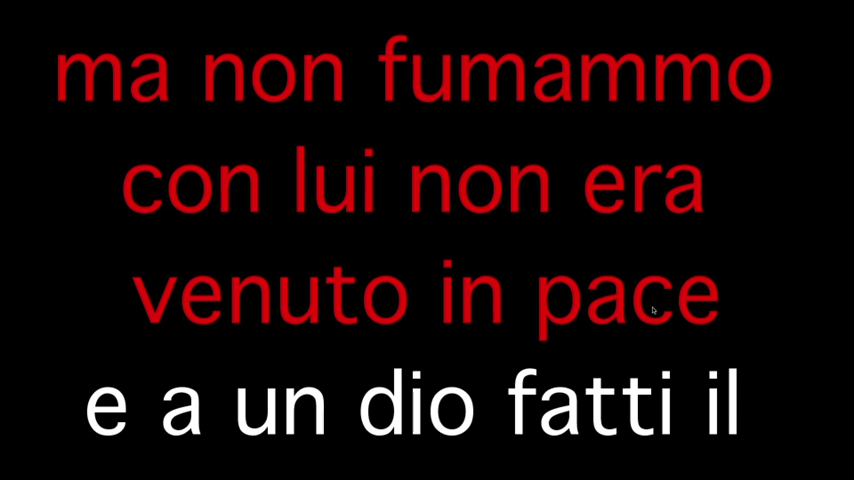 ma non fumammo
con lui non era
venuto in pace
e a un dio fatti il